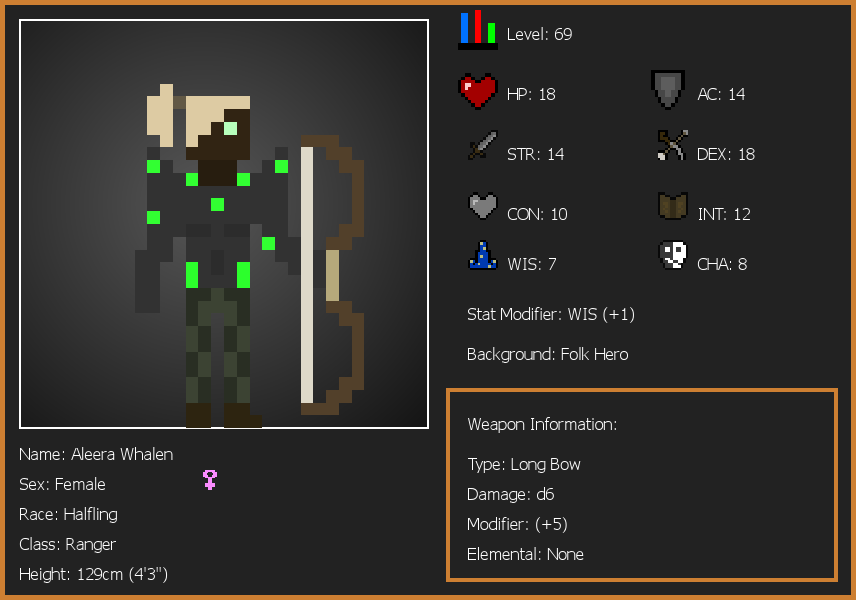 Level: 69
HP: 18
AC: 14
STR: 14
DEX: 18
CON: 10
INT: 12
WIS: 7
CHA: 8
Stat Modifier: WIS (+1)
Background: Folk Hero
Weapon Information:
Type: Long Bow
Damage: d6
Modifier: (+5)
Elemental: None
Name: Aleera Whalen
Sex: Female
Race: Halfling
Class: Ranger
Height: 129cm (4'3")